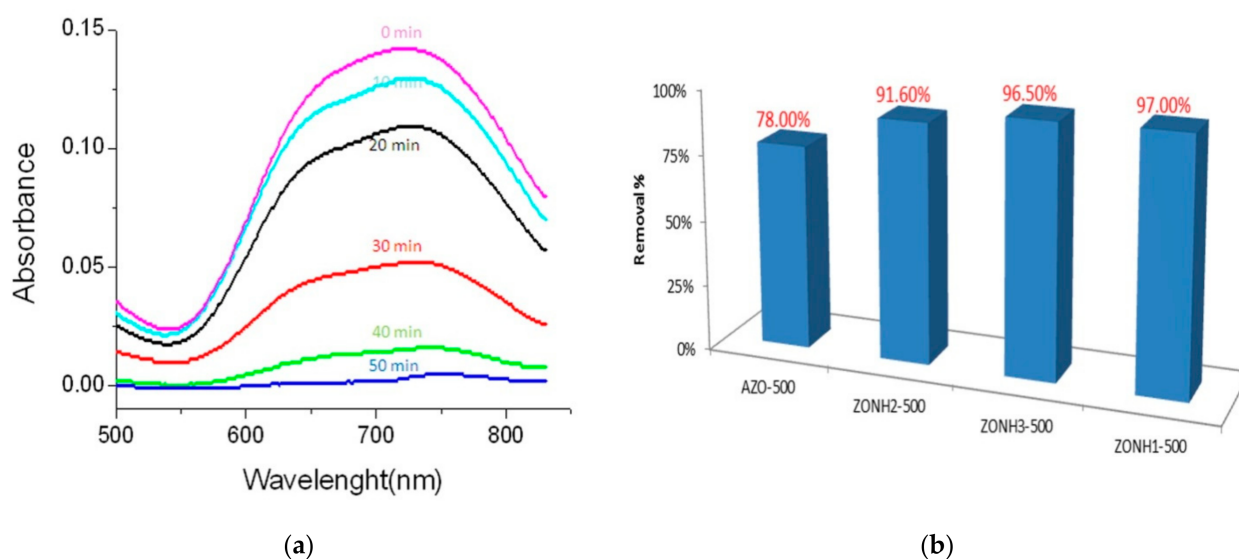 0.15
0.10
0.05
0.00
Absorbance
0 min
10 min
20 min
30 min
40 min
50 min
500
600
700
800
Wavelenght(nm)
(a)
100%
75%
50%
25%
0%
Removal %
78.00%
91.60%
96.50%
97.00%
AZO-500
ZONH2-500
ZONH3-500
ZONH1-500
(b)